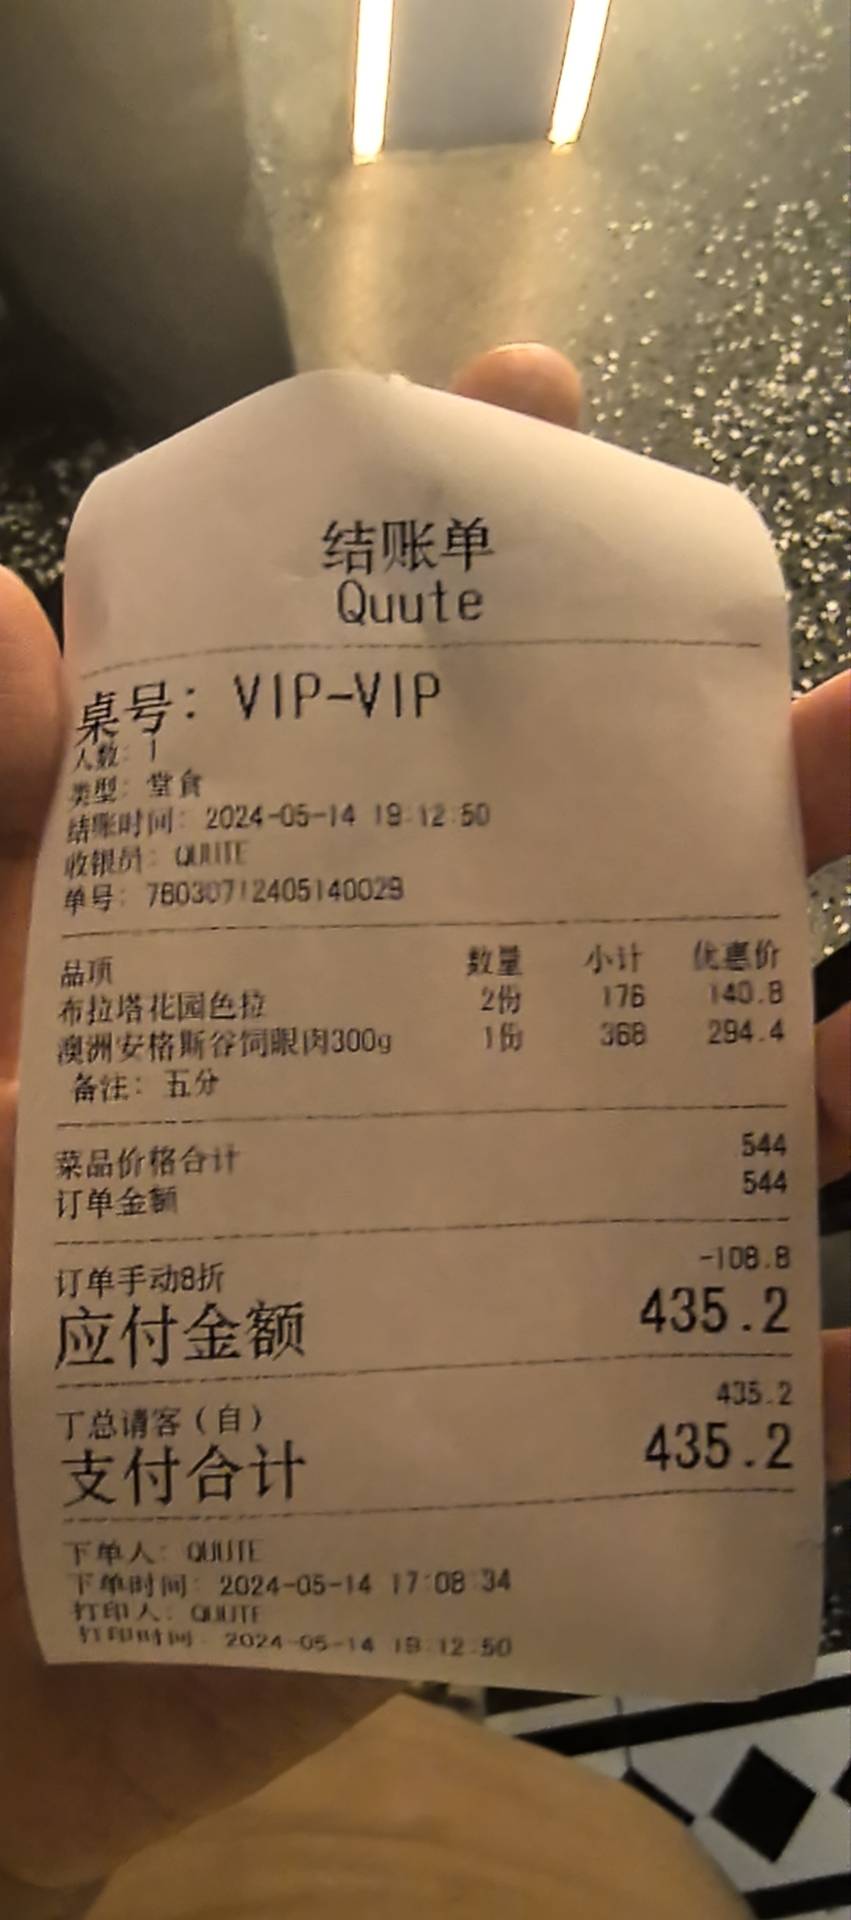 结账单
Quute
桌号：VIP-VIP
人数：1
类型：堂食
结账时间：2024-05-14 19:12:50
收银员：QUUTE
单号：78030712405140029
品项 数量 小计 优惠价
布拉塔花园色拉 2份 176 140.8
澳洲安格斯谷饲眼肉300g 1份 368 294.4
备注：五分
菜品价格合计 544
订单金额 544
订单手动8折 -108.8
应付金额 435.2
丁总请客（自） 435.2
支付合计 435.2
下单人：QUUTE
下单时间：2024-05-14 17:08:34
打印人：QUUTE
打印时间：2024-05-14 19:12:50